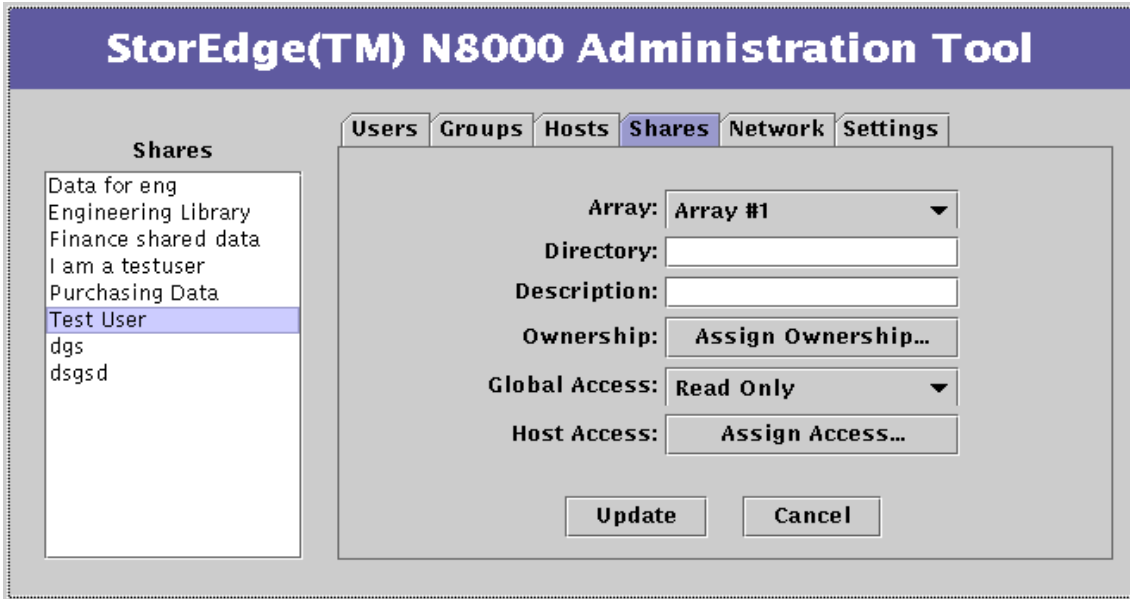 StorEdge(TM) N8000 Administration Tool
Shares
Data for eng
Engineering Library
Finance shared data
I am a testuser
Purchasing Data
Test User
dgs
dsgsd
Users Groups Hosts Shares Network Settings
Array: Array #1
Directory:
Description:
Ownership: Assign Ownership...
Global Access: Read Only
Host Access: Assign Access...
Update Cancel